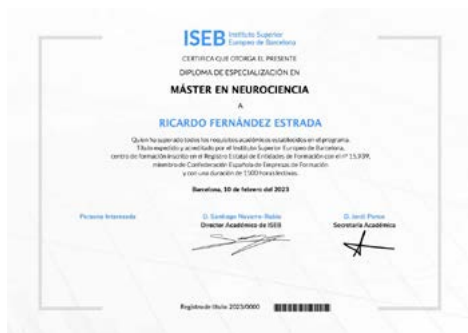 ISEB Instituto Superior
Europeo de Barcelona
CERTIFICA QUE OTORGA EL PRESENTE
DIPLOMA DE ESPECIALIZACIÓN EN
MÁSTER EN NEUROCIENCIA
A
RICARDO FERNÁNDEZ ESTRADA
Quien ha superado todos los requisitos académicos establecidos en el programa.
Título expedido y acreditado por el Instituto Superior Europeo de Barcelona,
centro de formación inscrito en el Registro Estatal de Entidades de Formación con el nº 15.939,
miembro de Confederación Española de Empresas de Formación
y con una duración de 1500 horas lectivas.
Barcelona, 10 de febrero del 2023
Persona Interesada
D. Santiago Navarro Rubio
Director Académico de ISEB
D. Jordi Ponce
Secretaría Académica
Registro de título: 2023/0000